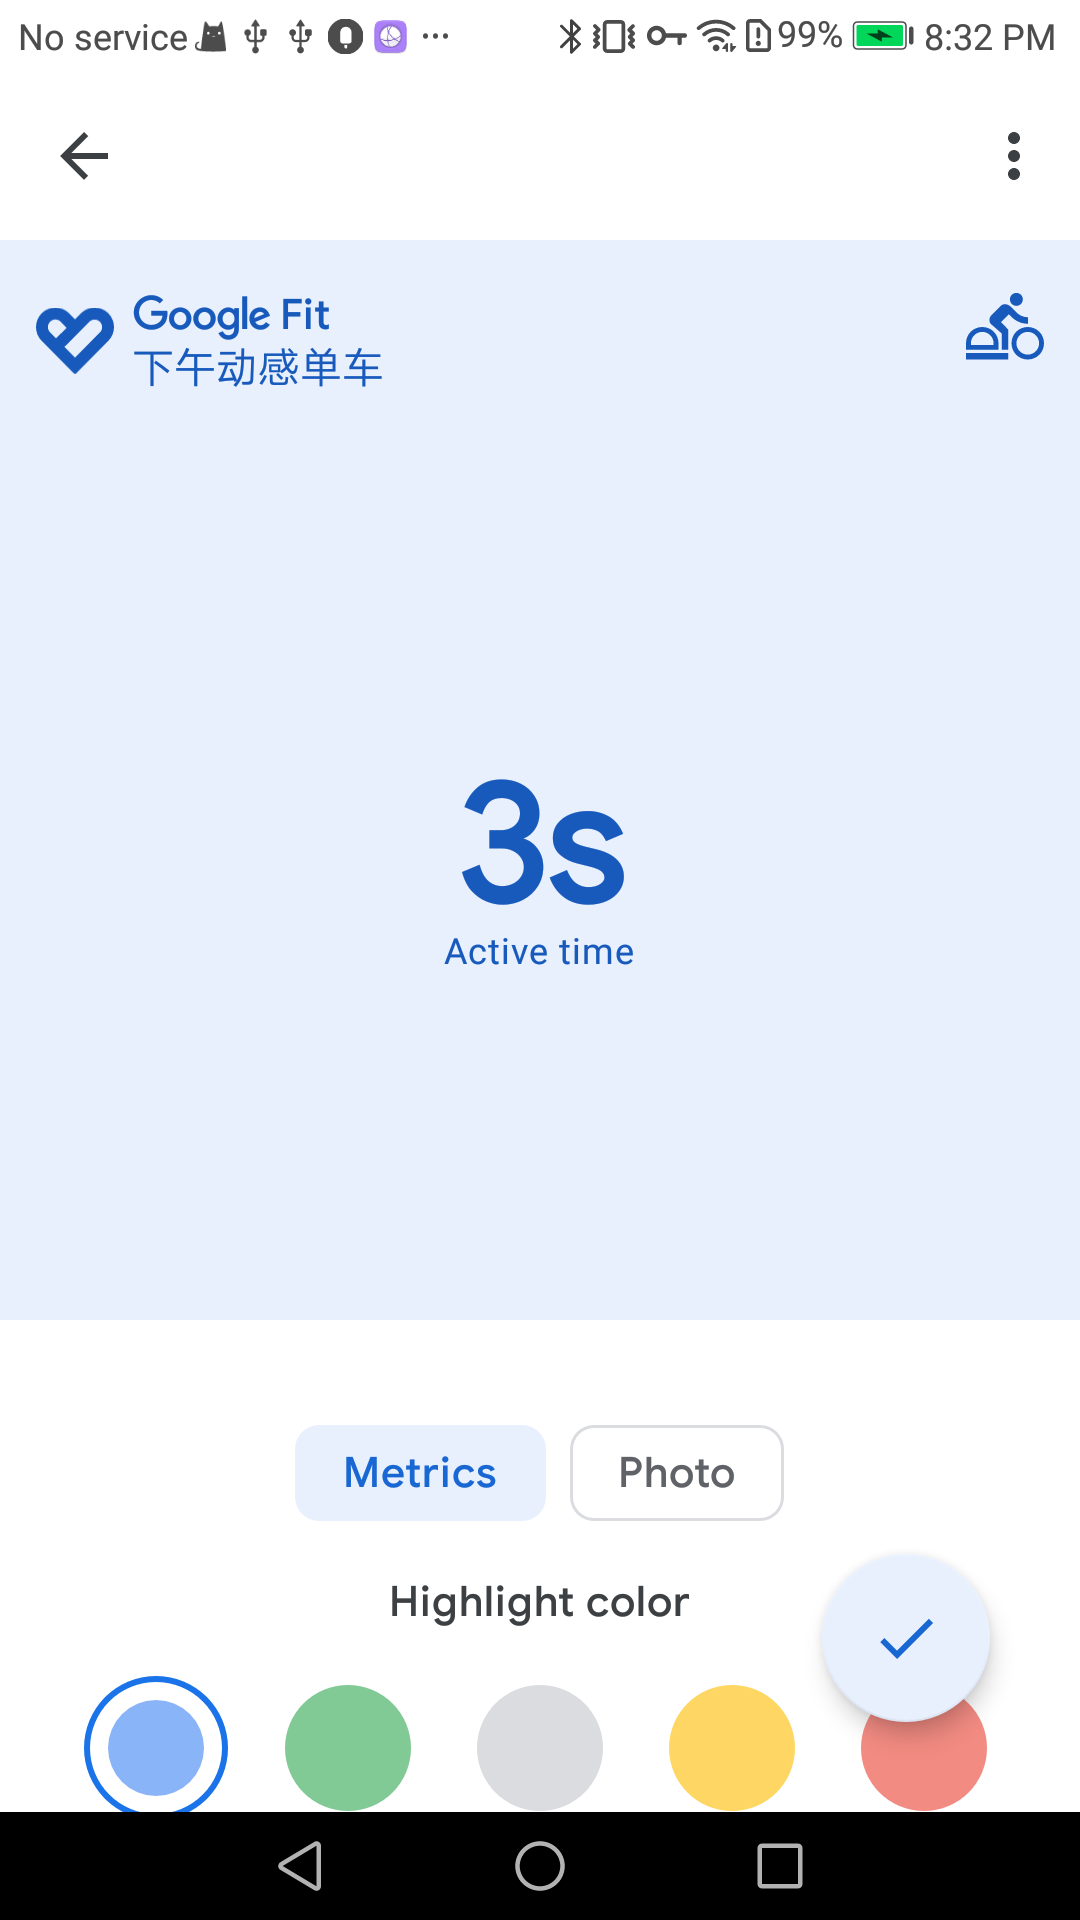 No service 99% 8:32 PM
Google Fit
下午动感单车
3s
Active time
Metrics Photo
Highlight color